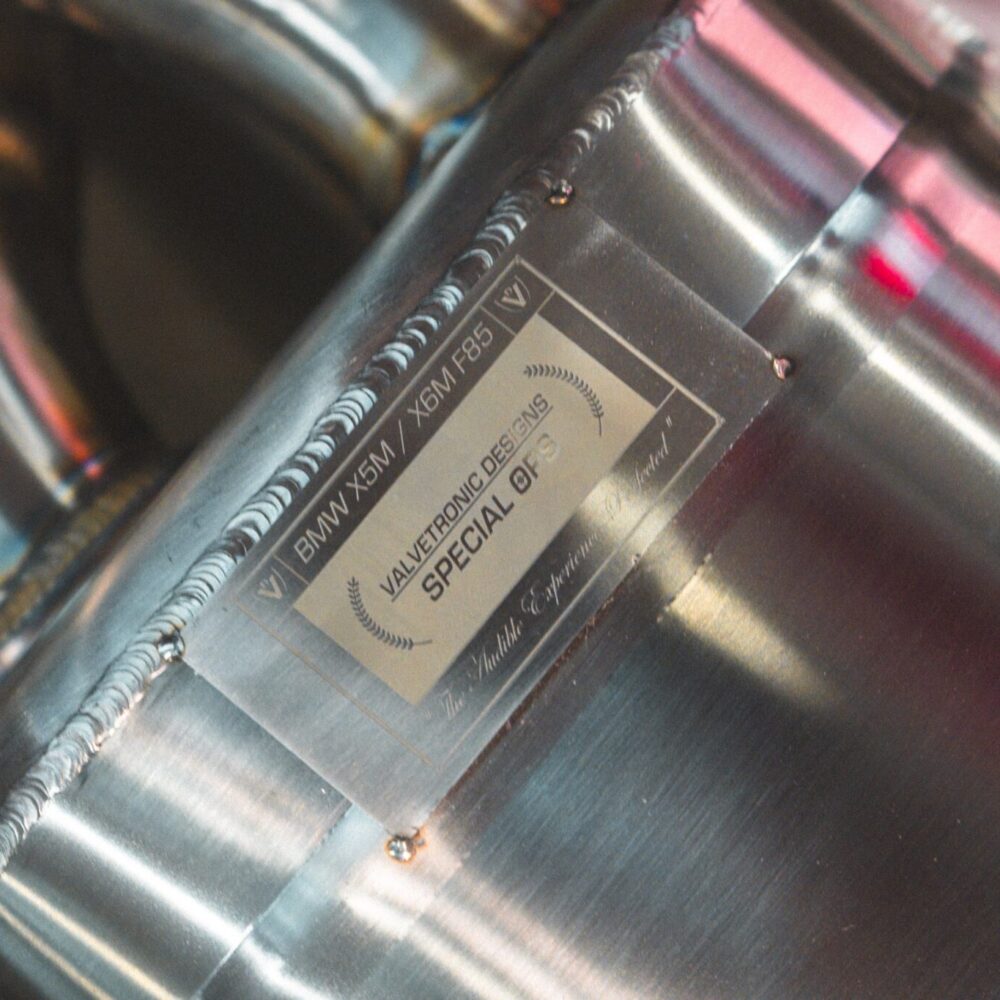 BMW X5M / X6M F85
VALVETRONIC DESIGNS
SPECIAL OPS
"The Audible Experience Perfected"